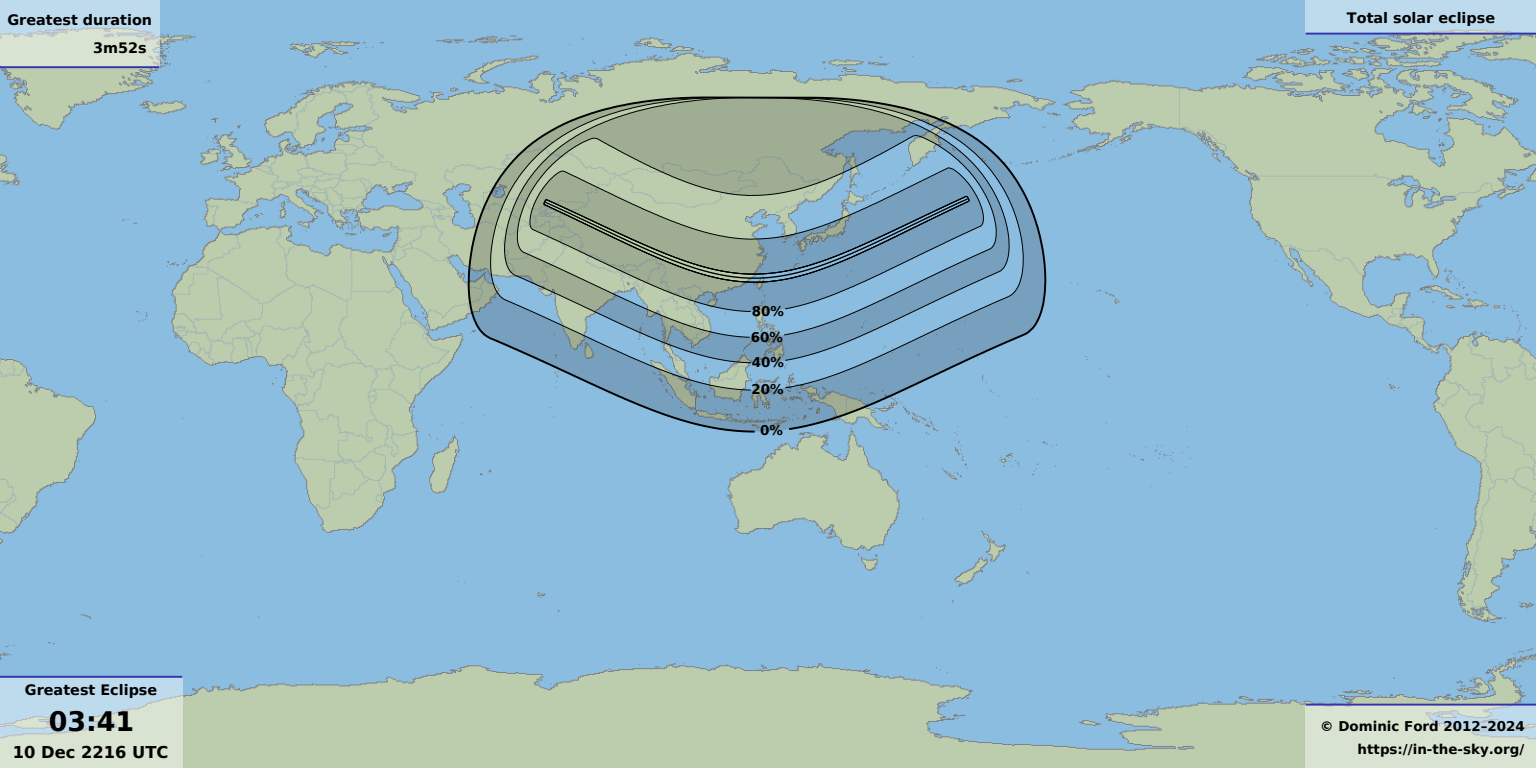 Greatest duration
3m52s
Total solar eclipse
80%
60%
40%
20%
0%
Greatest Eclipse
03:41
10 Dec 2216 UTC
© Dominic Ford 2012–2024
https://in-the-sky.org/